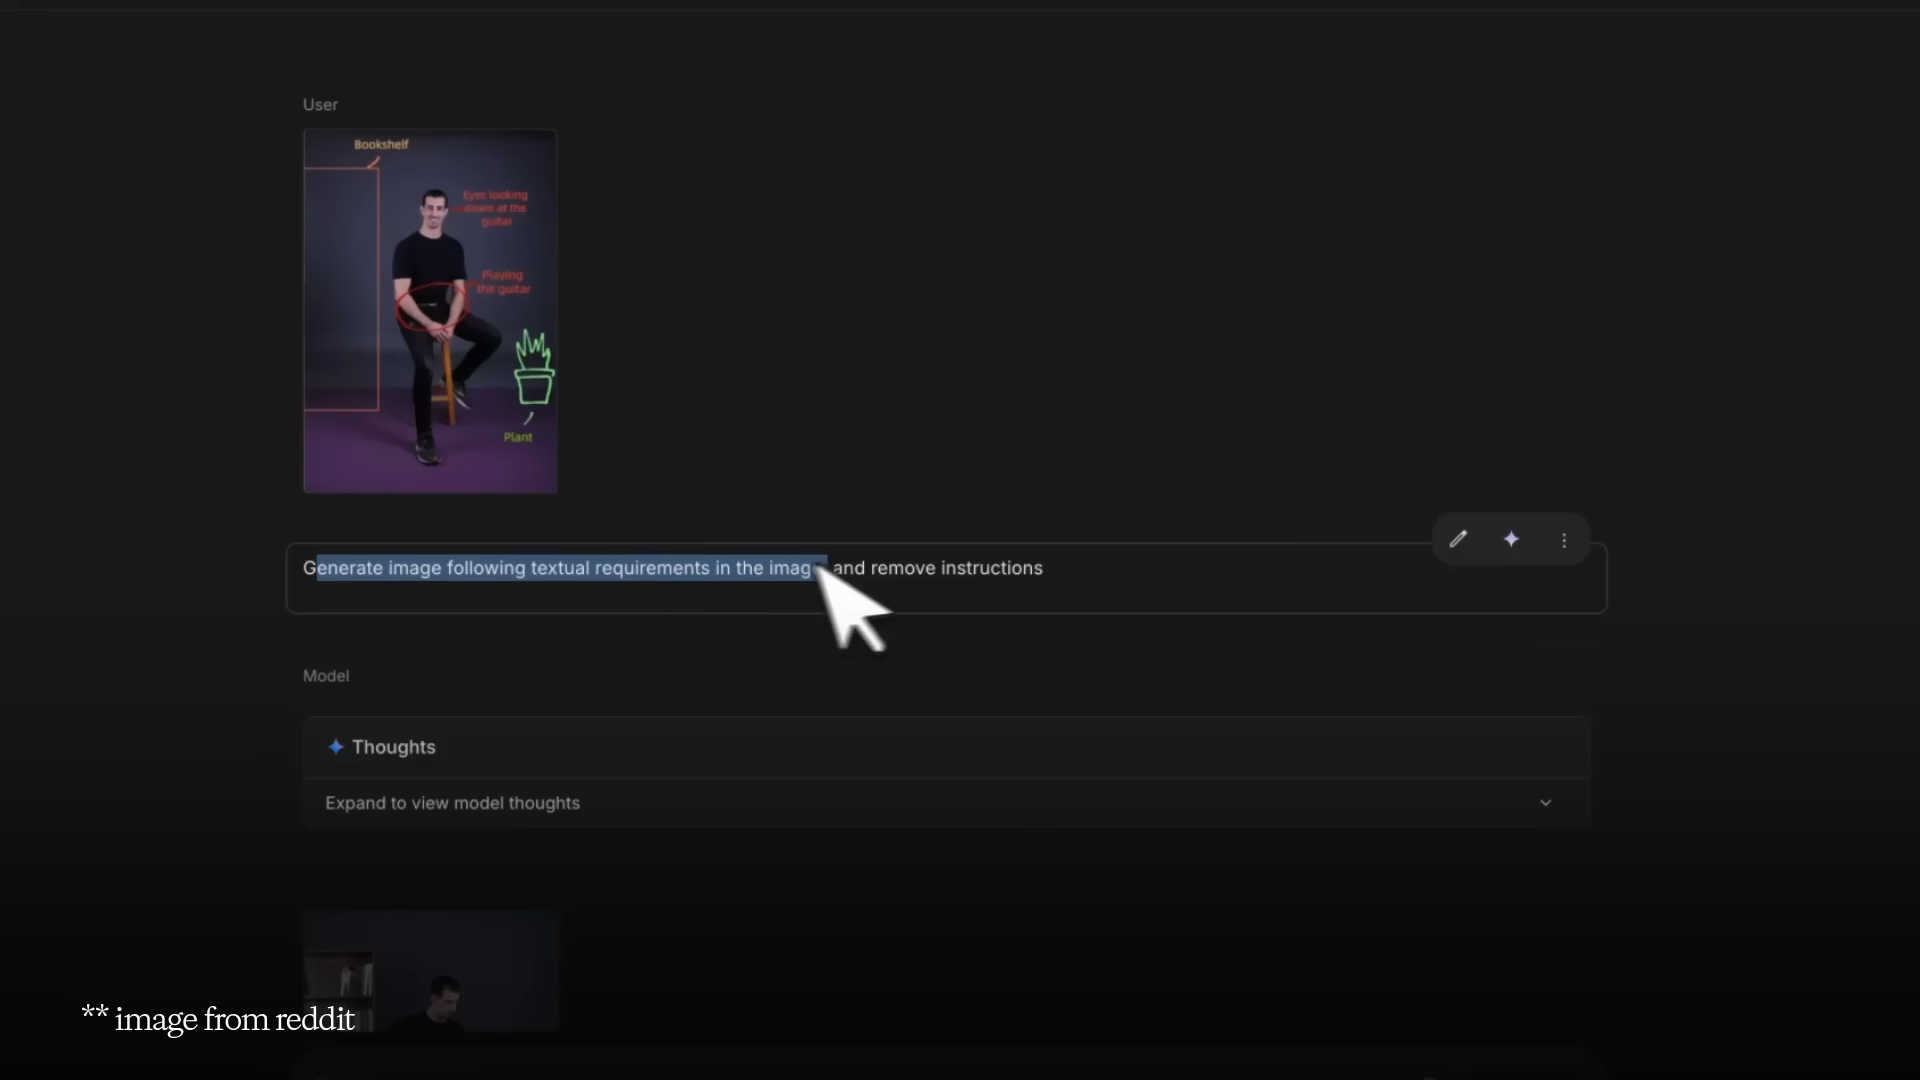 User
Bookshelf
Eyes looking
down at the
guitar
Playing
the guitar
Plant
Generate image following textual requirements in the image and remove instructions
Model
Thoughts
Expand to view model thoughts
** image from reddit